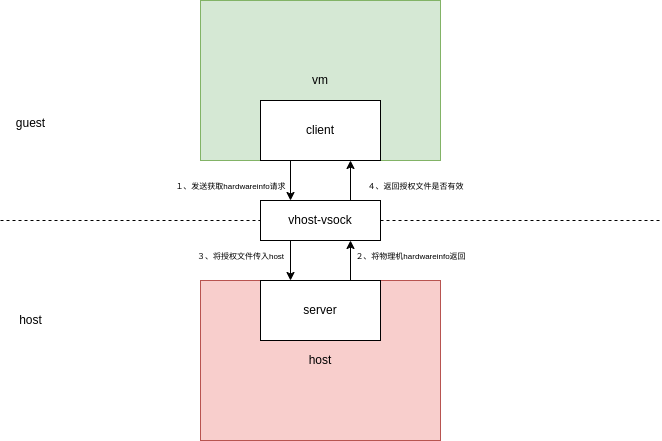 vm
guest
client
1、发送获取hardwareinfo请求
4、返回授权文件是否有效
vhost-vsock
3、将授权文件传入host
2、将物理机hardwareinfo返回
server
host
host